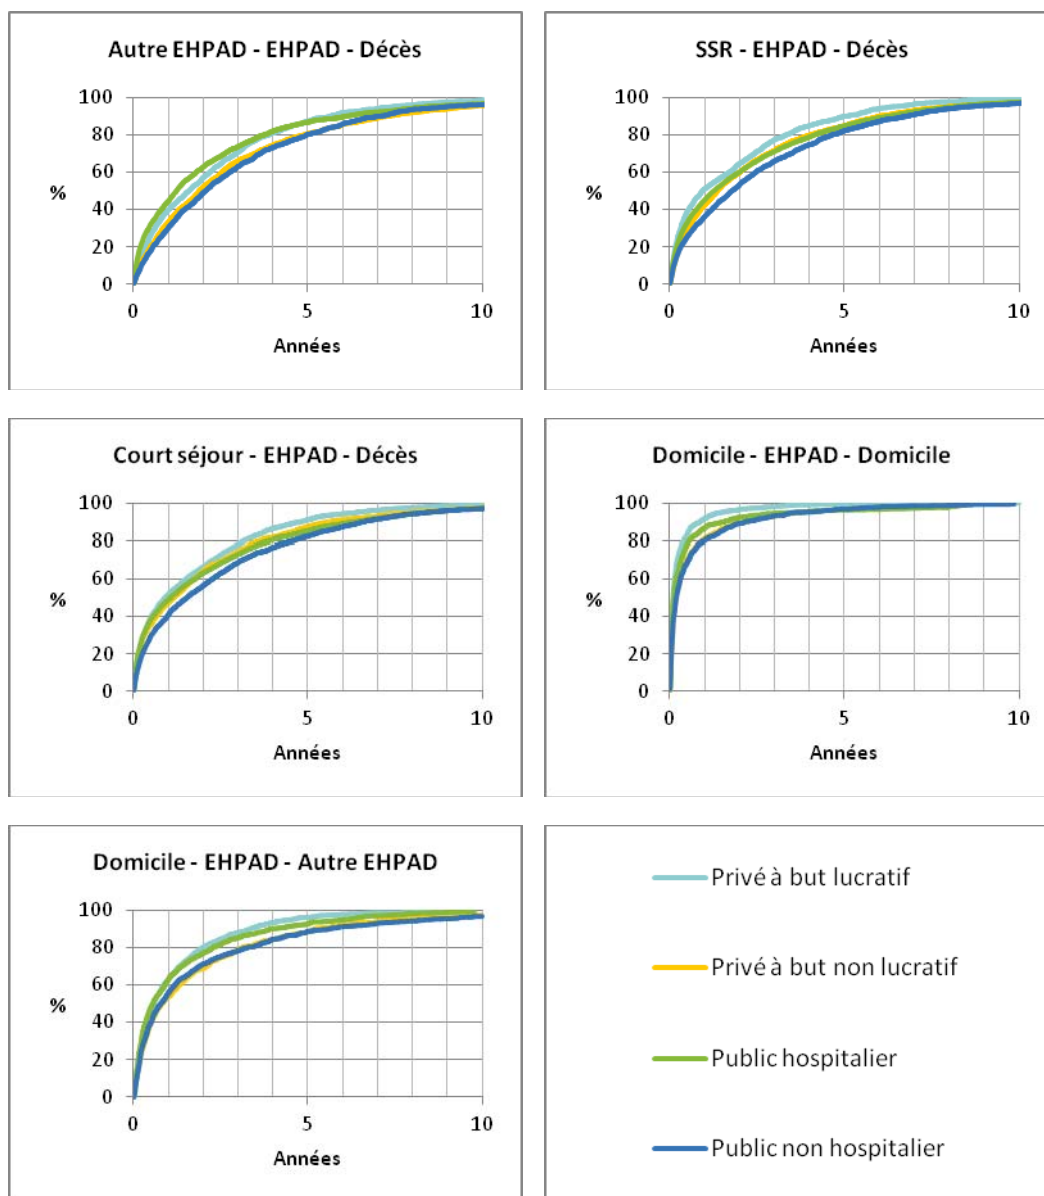 Autre EHPAD - EHPAD - Décès
100
80
60
40
20
0
%
0 5 10
Années
SSR - EHPAD - Décès
100
80
60
40
20
0
%
0 5 10
Années
Court séjour - EHPAD - Décès
100
80
60
40
20
0
%
0 5 10
Années
Domicile - EHPAD - Domicile
100
80
60
40
20
0
%
0 5 10
Années
Domicile - EHPAD - Autre EHPAD
100
80
60
40
20
0
%
0 5 10
Années
Privé à but lucratif
Privé à but non lucratif
Public hospitalier
Public non hospitalier